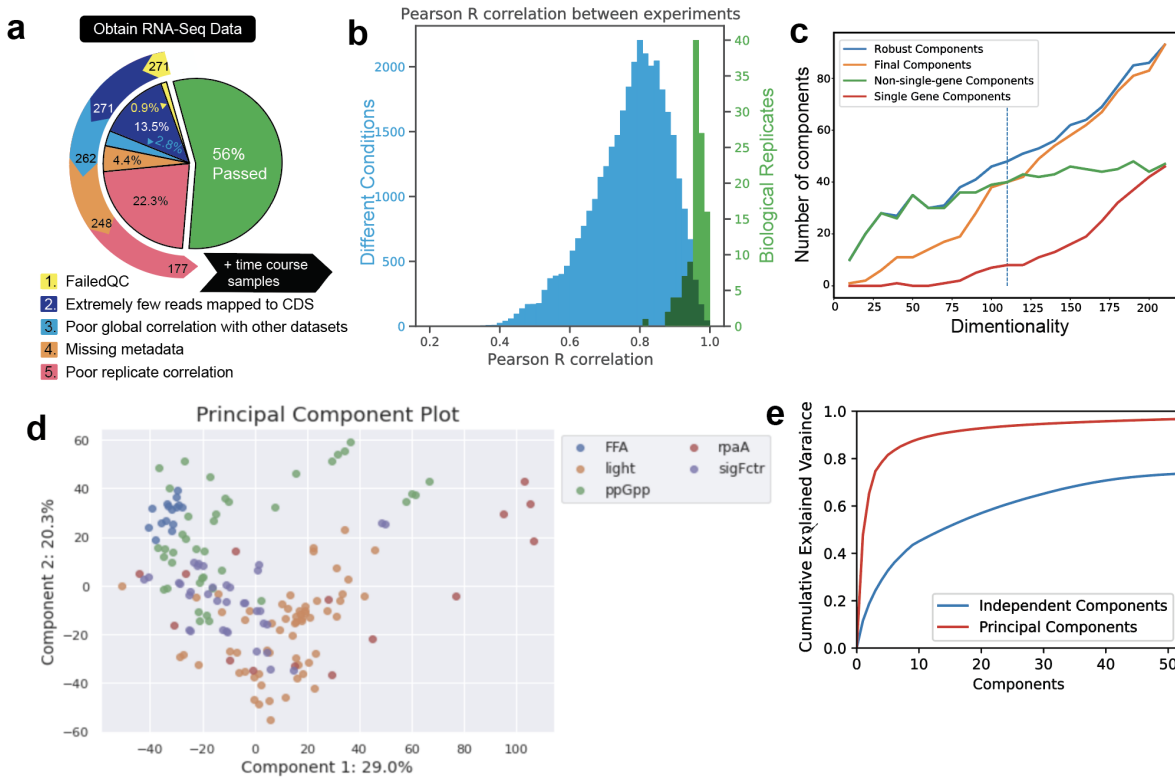 a
Obtain RNA-Seq Data
271
271
262
248
177
0.9%
13.5%
2.8%
4.4%
22.3%
56%
Passed
+ time course
samples
1. FailedQC
2. Extremely few reads mapped to CDS
3. Poor global correlation with other datasets
4. Missing metadata
5. Poor replicate correlation
b
Pearson R correlation between experiments
Different Conditions
2000
1500
1000
500
0
0.2 0.4 0.6 0.8 1.0
Pearson R correlation
40
35
30
25
20
15
10
5
0
Biological Replicates
c
Number of components
80
60
40
20
0
Robust Components
Final Components
Non-single-gene Components
Single Gene Components
25 50 75 100 125 150 175 200
Dimentionality
d
Principal Component Plot
Component 2: 20.3%
60
40
20
0
−20
−40
−60
−40 −20 0 20 40 60 80 100
Component 1: 29.0%
FFA
light
ppGpp
rpaA
sigFctr
e
Cumulative Explained Varaince
1.0
0.8
0.6
0.4
0.2
0.0
0 10 20 30 40 50
Components
Independent Components
Principal Components